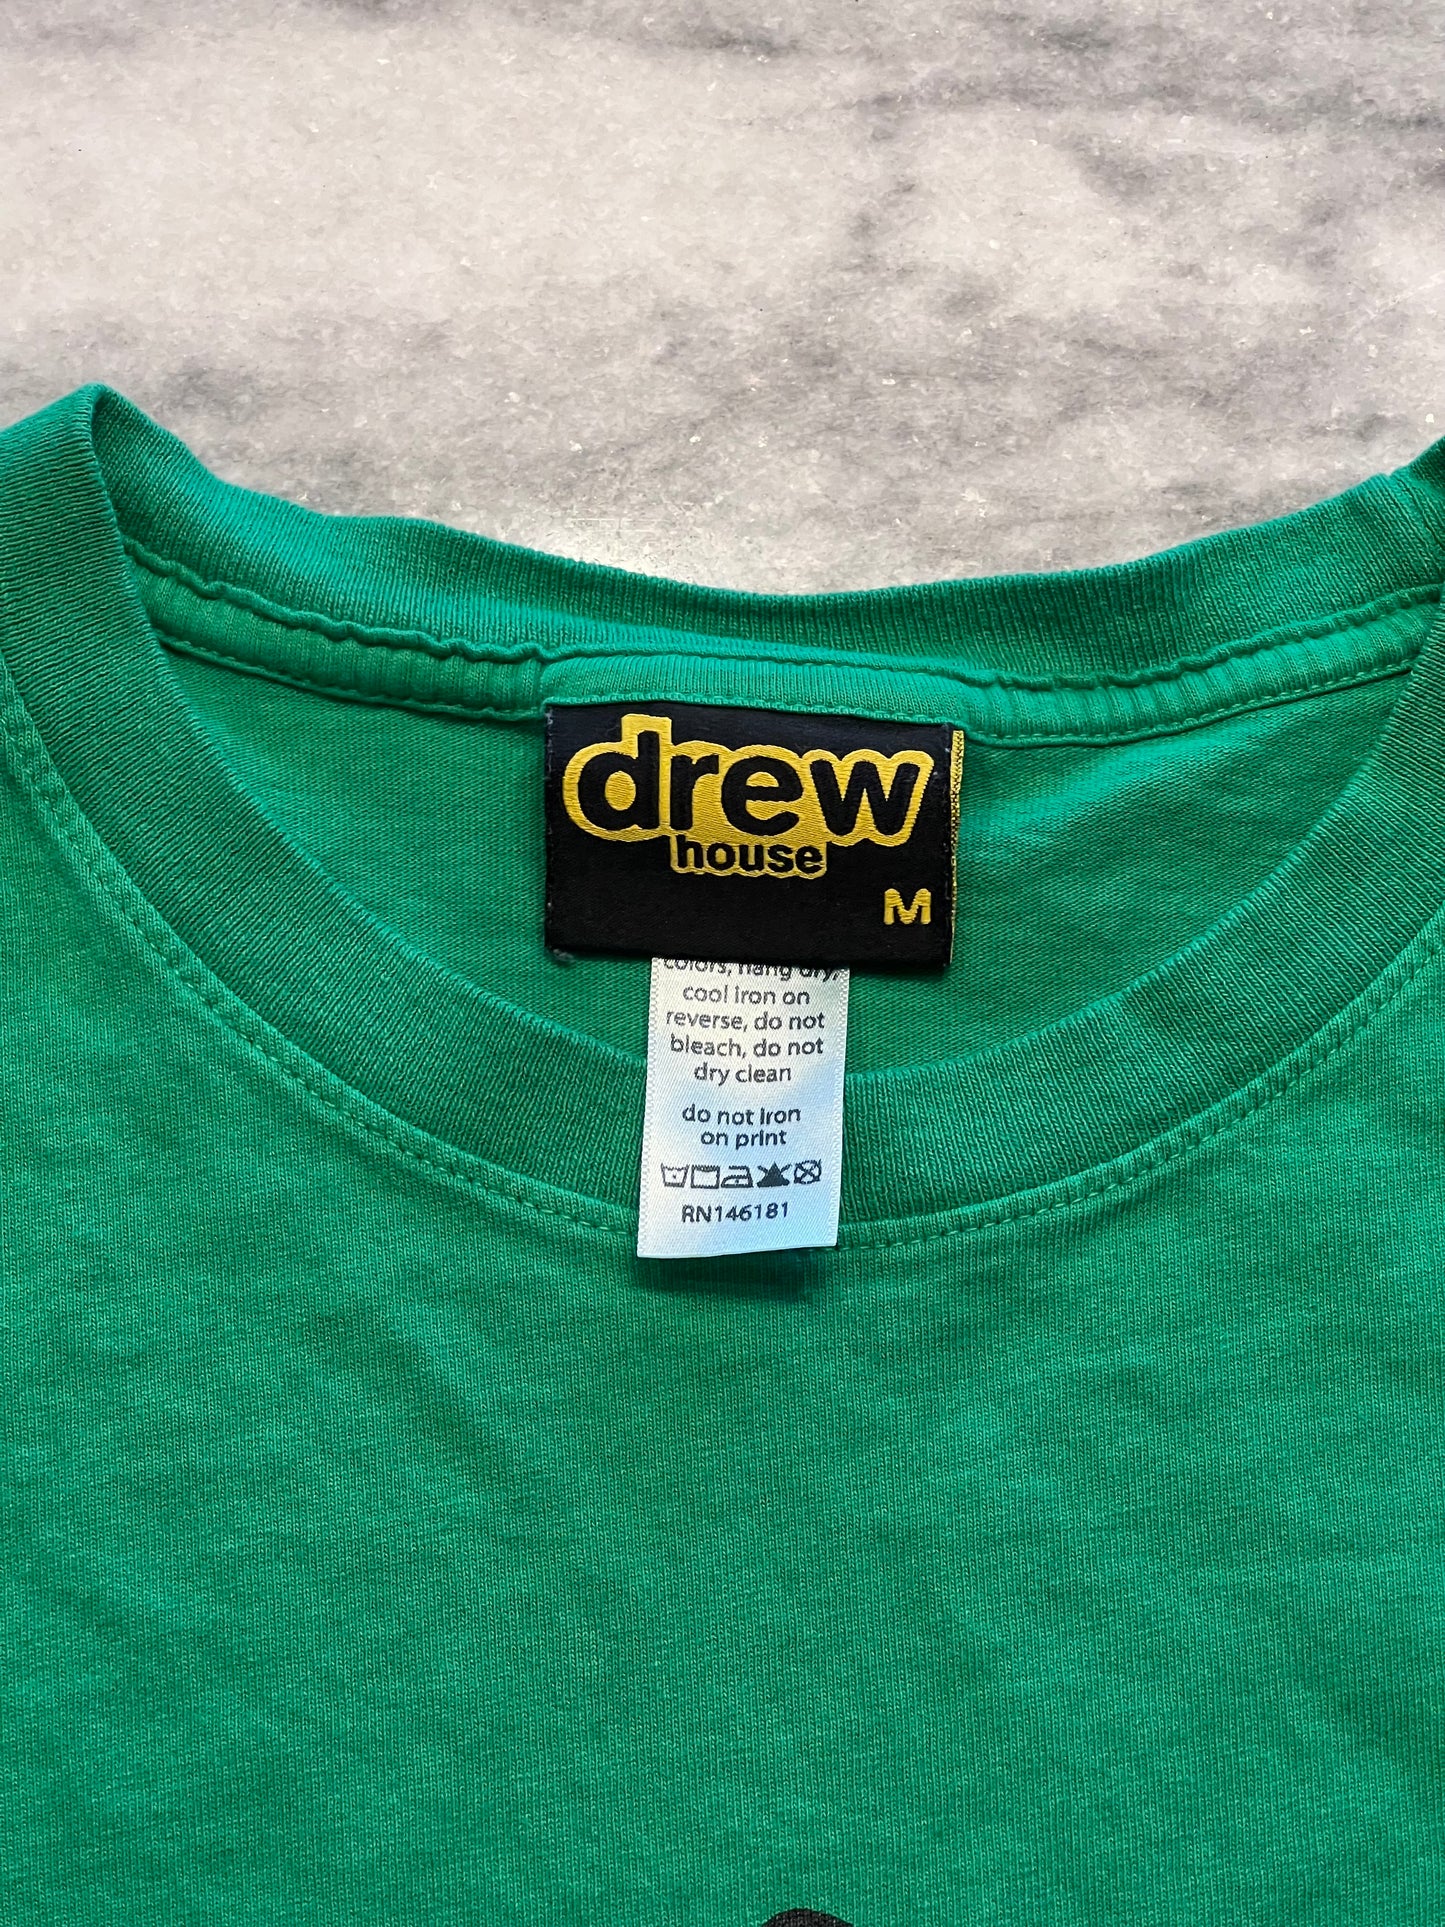 drew
house
M
colors, hang dry,
cool iron on
reverse, do not
bleach, do not
dry clean
do not iron
on print
RN146181